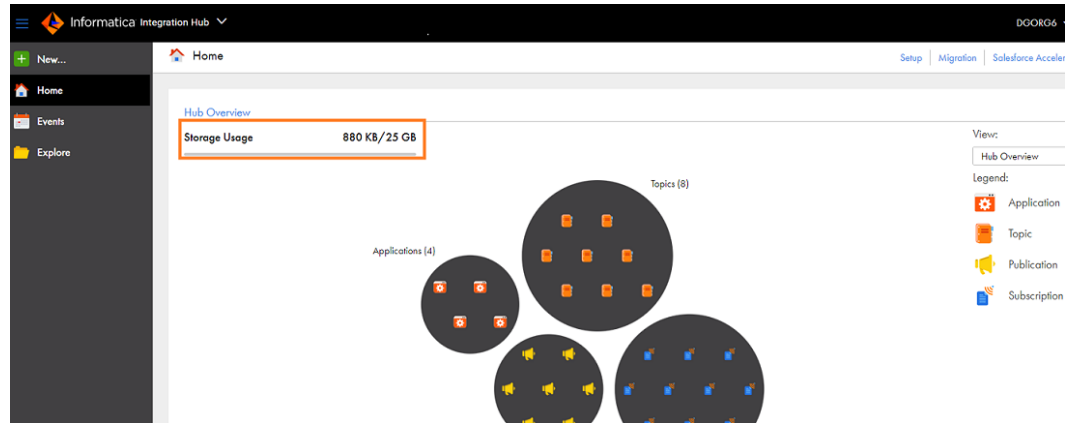 Informatica Integration Hub
DGORG6
New...
Home
Setup
Migration
Salesforce Acceler
Home
Events
Explore
Hub Overview
Storage Usage 880 KB/25 GB
View:
Hub Overview
Legend:
Application
Topic
Publication
Subscription
Topics (8)
Applications (4)